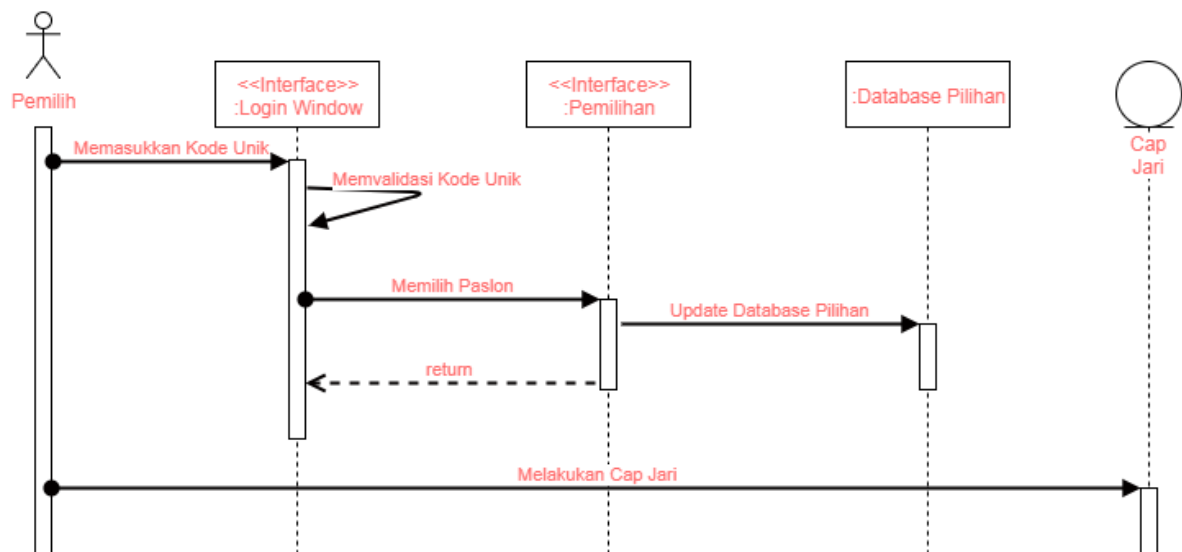 Pemilih
<<Interface>>
:Login Window
<<Interface>>
:Pemilihan
:Database Pilihan
Cap
Jari
Memasukkan Kode Unik
Memvalidasi Kode Unik
Memilih Paslon
Update Database Pilihan
return
Melakukan Cap Jari